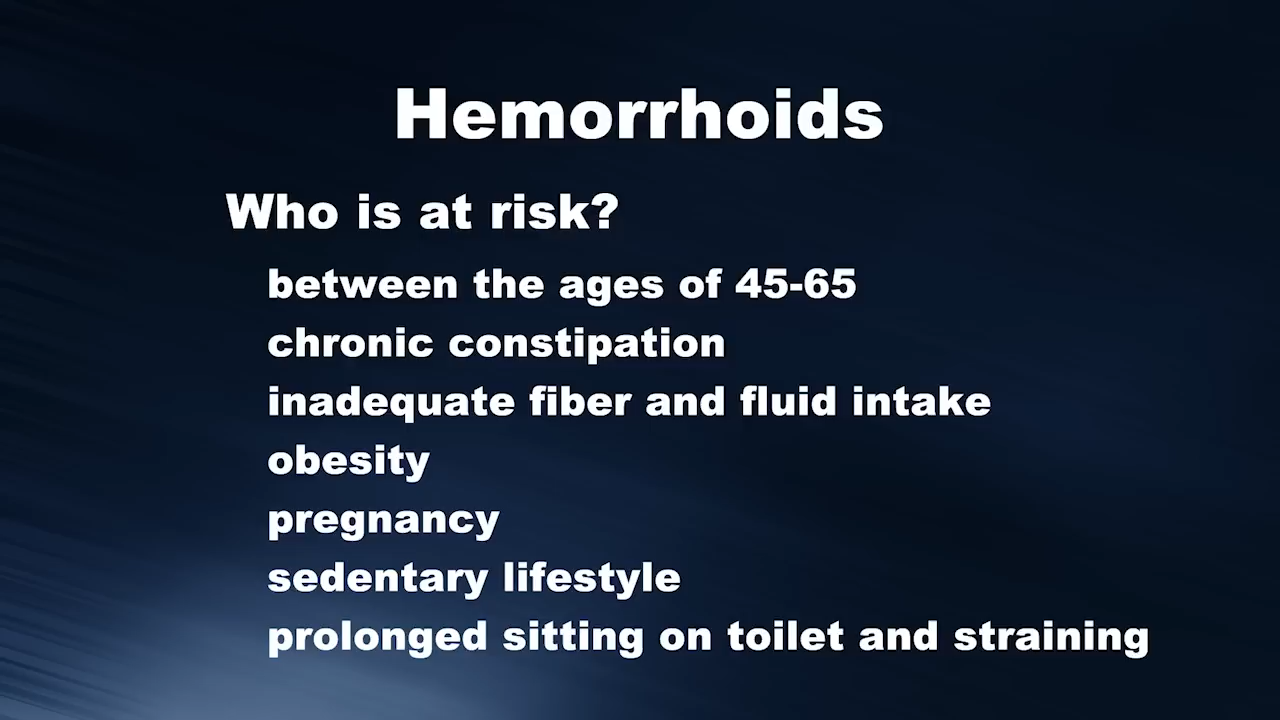 Hemorrhoids
Who is at risk?
between the ages of 45-65
chronic constipation
inadequate fiber and fluid intake
obesity
pregnancy
sedentary lifestyle
prolonged sitting on toilet and straining